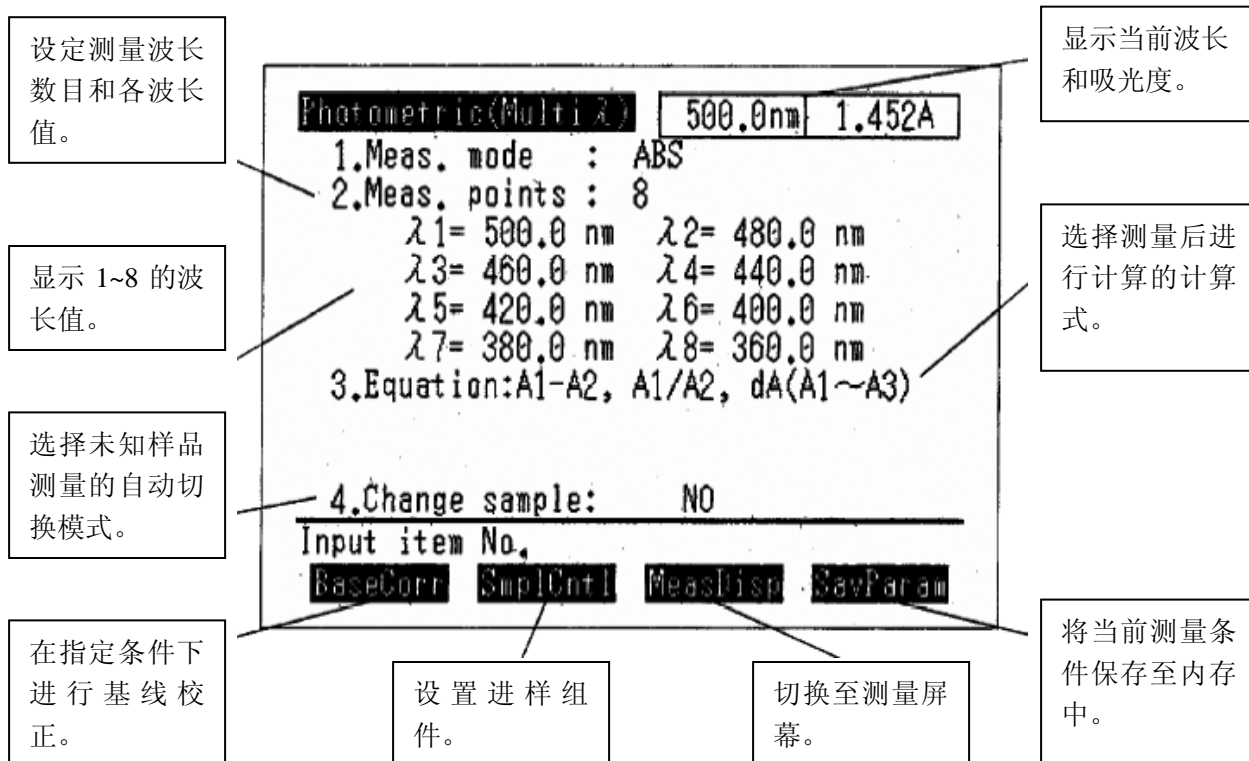 设定测量波长
数目和各波长
值。
显示当前波长
和吸光度。
Photometric(Multi λ) 500.0nm 1.452A
1.Meas. mode : ABS
2.Meas. points : 8
λ1= 500.0 nm λ2= 480.0 nm
λ3= 460.0 nm λ4= 440.0 nm
λ5= 420.0 nm λ6= 400.0 nm
λ7= 380.0 nm λ8= 360.0 nm
3.Equation:A1-A2, A1/A2, dA(A1~A3)
4.Change sample: NO
Input item No.
BaseCorr SmplCntl MeasDisp SavParam
显示 1~8 的波
长值。
选择测量后进
行计算的计算
式。
选择未知样品
测量的自动切
换模式。
在指定条件下
进行基线校
正。
设置进样组
件。
切换至测量屏
幕。
将当前测量条
件保存至内存
中。